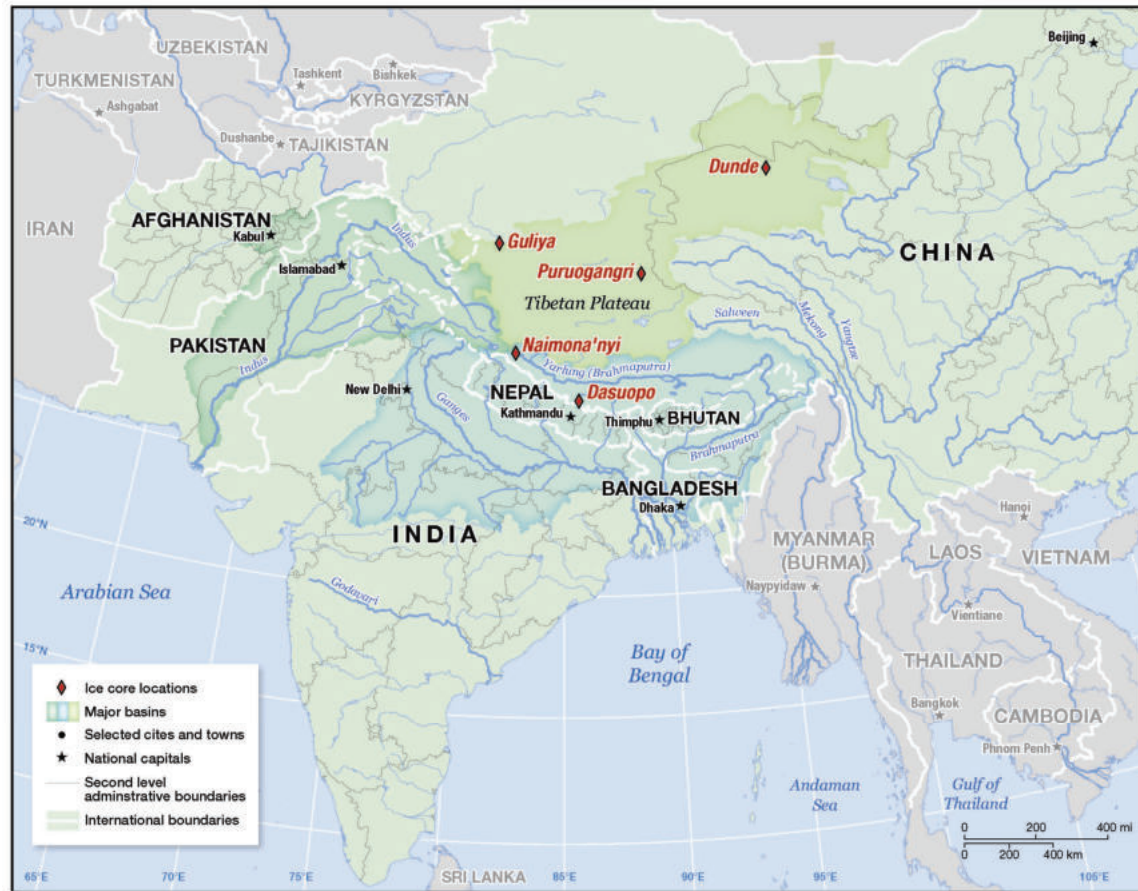 UZBEKISTAN
Beijing
TURKMENISTAN
Tashkent
Bishkek
Ashgabat
KYRGYZSTAN
Dushanbe
TAJIKISTAN
Dunde
IRAN
AFGHANISTAN
Kabul
Indus
Guliya
CHINA
Islamabad
Puruogangri
Tibetan Plateau
Salween
Mekong
Yangtze
PAKISTAN
Indus
Naimona'nyi
Yarlung (Brahmaputra)
New Delhi
NEPAL
Dasuopo
Kathmandu
Thimphu
BHUTAN
Ganges
Brahmaputra
BANGLADESH
Dhaka
INDIA
20°N
Hanoi
MYANMAR
(BURMA)
LAOS
VIETNAM
Naypyidaw
Arabian Sea
Godavari
Vientiane
15°N
Bay of
Bengal
THAILAND
Bangkok
CAMBODIA
Phnom Penh
Andaman
Sea
Gulf of
Thailand
Ice core locations
Major basins
Selected cites and towns
National capitals
Second level
adminstrative boundaries
International boundaries
0 200 400 mi
0 200 400 km
65°E
70°E
75°E
80°E
SRI LANKA
85°E
90°E
95°E
105°E